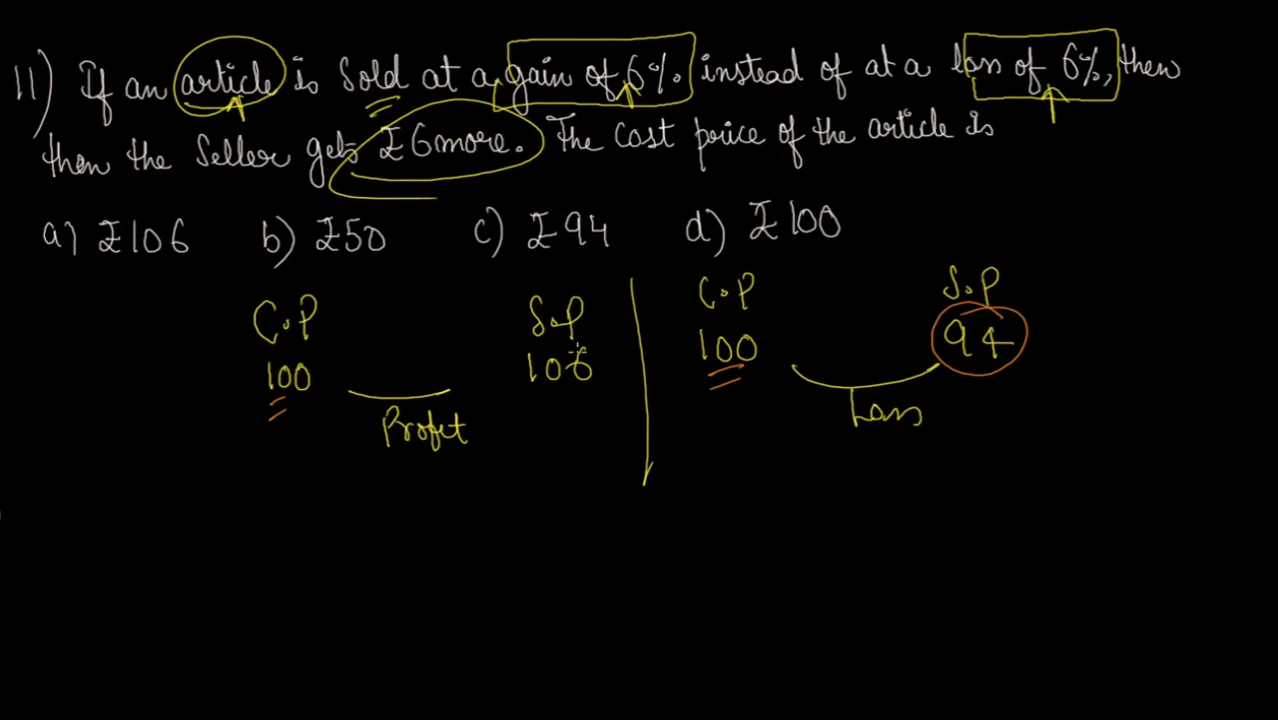 11) If an article is sold at a gain of 6% instead of at a loss of 6%, then
then the seller gets ₹6 more. The cost price of the article is
a) ₹106 b) ₹50 c) ₹94 d) ₹100
C.P S.P C.P S.P
100 106 100 94
Profit Loss